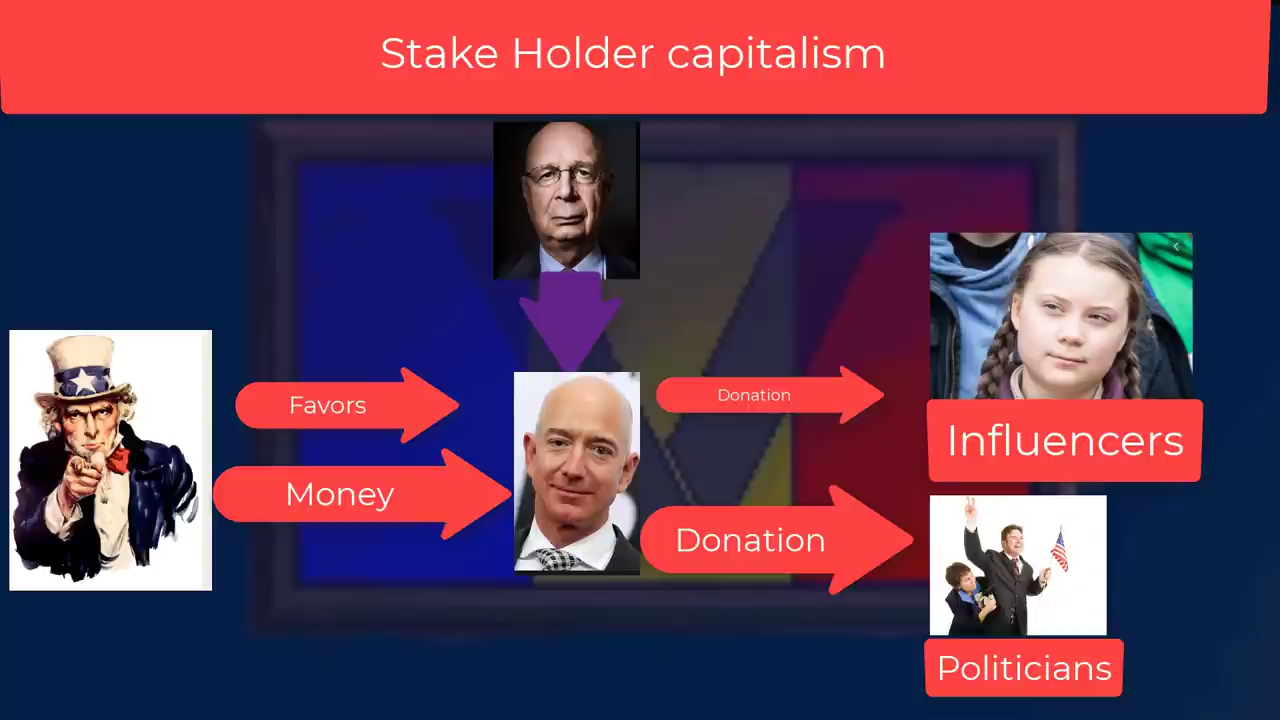 Stake Holder capitalism
Favors
Donation
Influencers
Money
Donation
Politicians